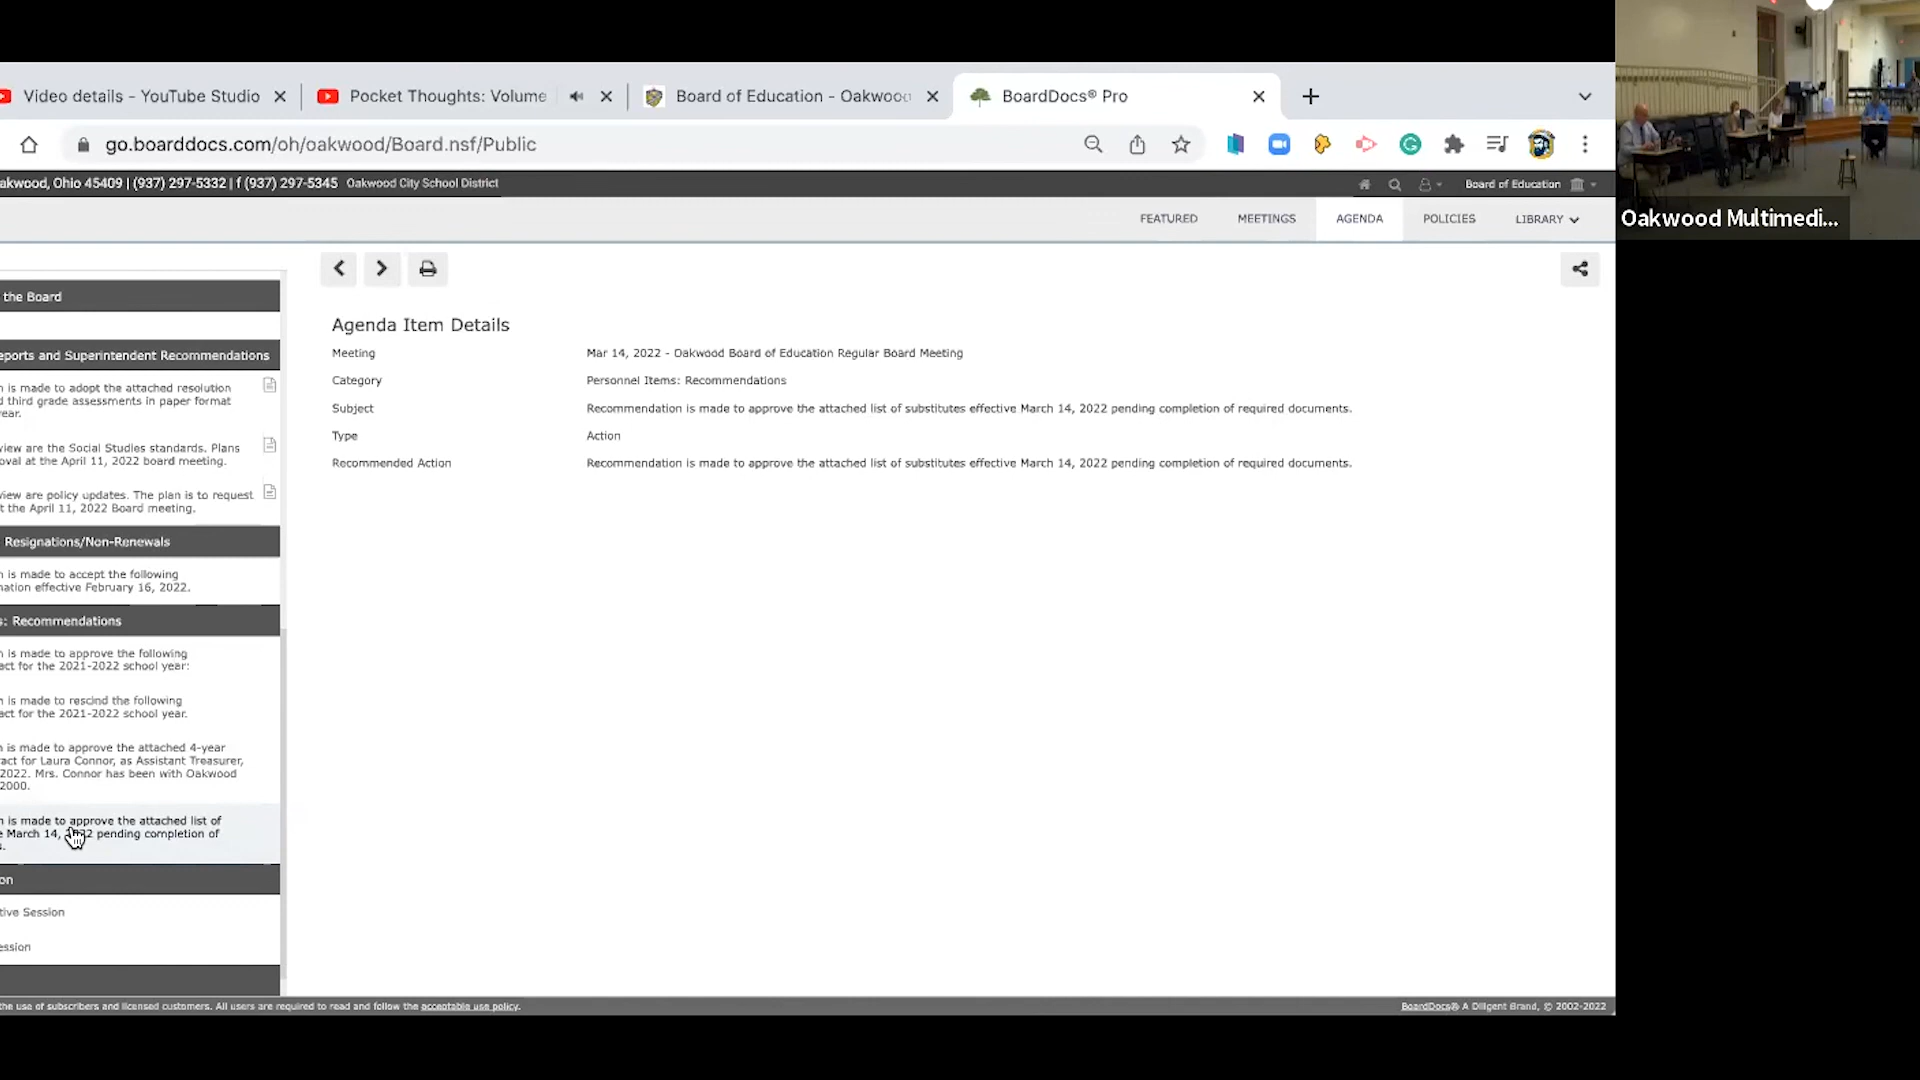 Video details - YouTube Studio
Pocket Thoughts: Volume
Board of Education - Oakwood
BoardDocs® Pro
go.boarddocs.com/oh/oakwood/Board.nsf/Public
akwood, Ohio 45409 | (937) 297-5332 | f (937) 297-5345 Oakwood City School District
Board of Education
FEATURED MEETINGS AGENDA POLICIES LIBRARY
Oakwood Multimedi...
the Board
eports and Superintendent Recommendations
n is made to adopt the attached resolution
d third grade assessments in paper format
ear.
view are the Social Studies standards. Plans
oval at the April 11, 2022 board meeting.
view are policy updates. The plan is to request
t the April 11, 2022 Board meeting.
Resignations/Non-Renewals
n is made to accept the following
nation effective February 16, 2022.
s: Recommendations
n is made to approve the following
act for the 2021-2022 school year:
n is made to rescind the following
act for the 2021-2022 school year.
n is made to approve the attached 4-year
ract for Laura Connor, as Assistant Treasurer,
2022. Mrs. Connor has been with Oakwood
2000.
n is made to approve the attached list of
e March 14, 2022 pending completion of
s.
on
tive Session
ession
Agenda Item Details
Meeting Mar 14, 2022 - Oakwood Board of Education Regular Board Meeting
Category Personnel Items: Recommendations
Subject Recommendation is made to approve the attached list of substitutes effective March 14, 2022 pending completion of required documents.
Type Action
Recommended Action Recommendation is made to approve the attached list of substitutes effective March 14, 2022 pending completion of required documents.
the use of subscribers and licensed customers. All users are required to read and follow the acceptable use policy.
BoardDocs® A Diligent Brand, © 2002-2022